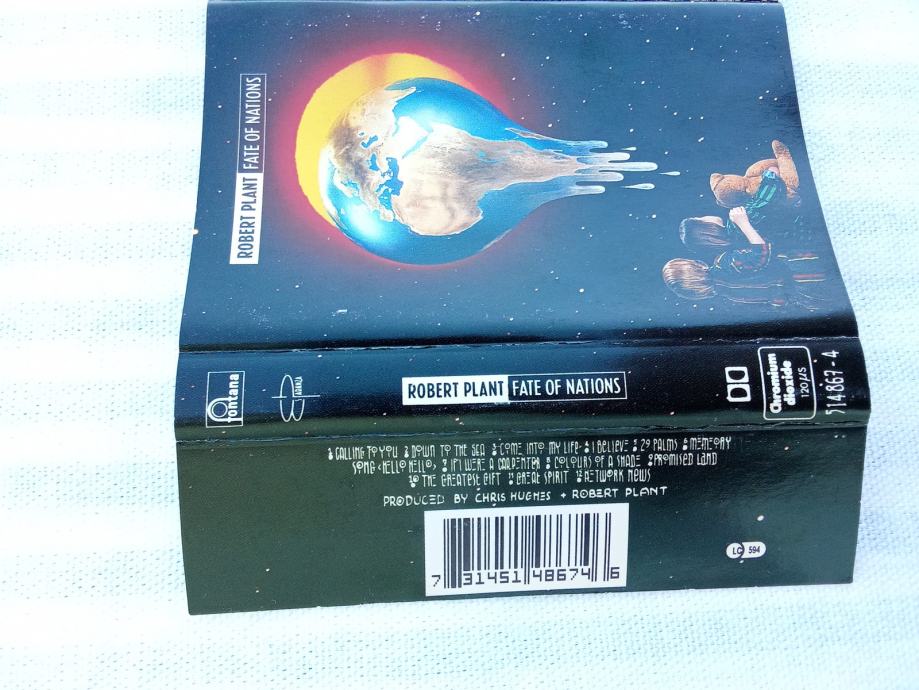 ROBERT PLANT FATE OF NATIONS
fontana
ROBERT PLANT FATE OF NATIONS
Chromium
dioxide
120 µS
514 867-4
1 CALLING TO YOU 2 DOWN TO THE SEA 3 COME INTO MY LIFE 4 I BELIEVE 5 29 PALMS 6 MEMORY
SONG <HELLO HELLO> 7 IF I WERE A CARPENTER 8 COLOURS OF A SHADE 9 PROMISED LAND
10 THE GREATEST GIFT 11 GREAT SPIRIT 12 NETWORK NEWS
PRODUCED BY CHRIS HUGHES + ROBERT PLANT
7 31451 48674 6
LC 594